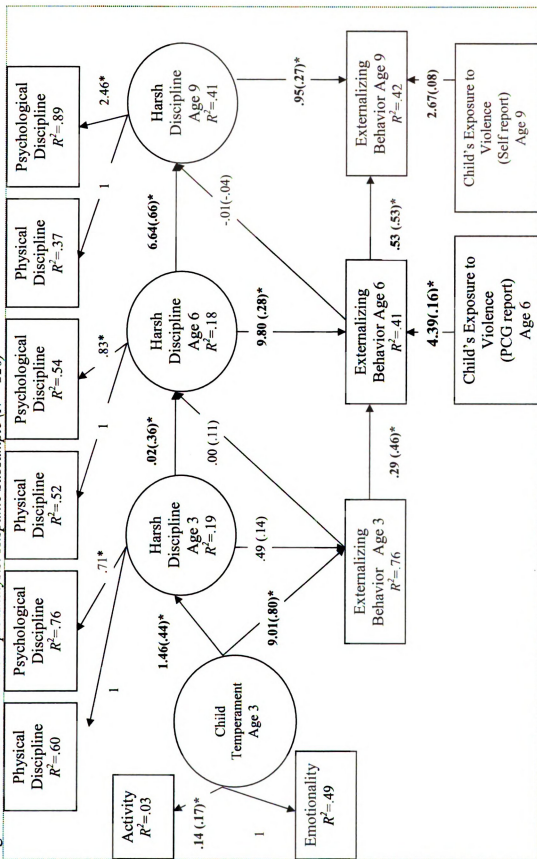 Physical
Discipline
R²=.60
Psychological
Discipline
R²=.76
Physical
Discipline
R²=.52
Psychological
Discipline
R²=.54
Physical
Discipline
R²=.37
Psychological
Discipline
R²=.89
1
.71*
1
.83*
1
2.46*
Harsh
Discipline
Age 3
R²=.19
.02(.36)*
Harsh
Discipline
Age 6
R²=.18
6.64(.66)*
Harsh
Discipline
Age 9
R²=.41
Activity
R²=.03
.14 (.17)*
1
Emotionality
R²=.49
Child
Temperament
Age 3
1.46(.44)*
9.01(.80)*
.49 (.14)
.00 (.11)
9.80 (.28)*
-.01(-.04)
.95(.27)*
Externalizing
Behavior Age 3
R²=.76
.29 (.46)*
Externalizing
Behavior Age 6
R²=.41
.53 (.53)*
Externalizing
Behavior Age 9
R²=.42
4.39(.16)*
2.67(.08)
Child's Exposure to
Violence
(PCG report)
Age 6
Child's Exposure to
Violence
(Self report)
Age 9